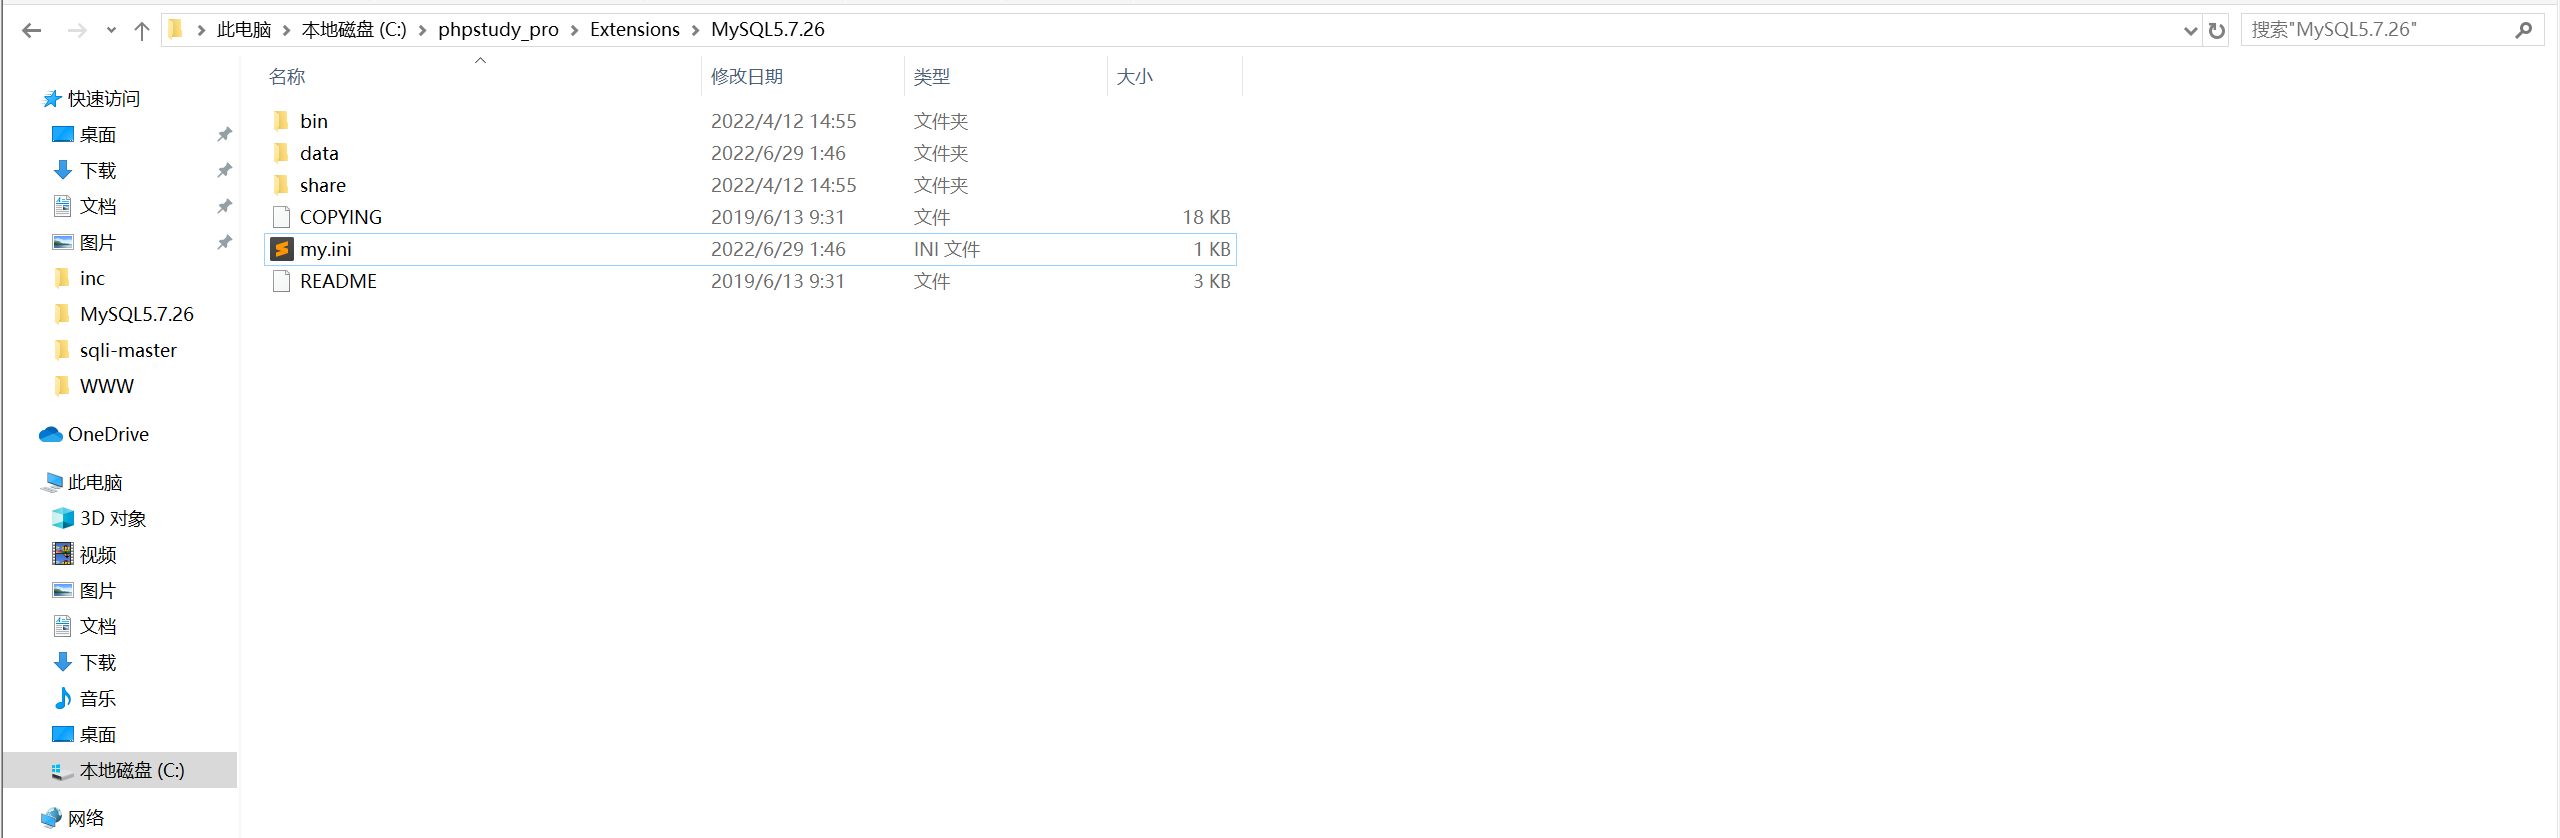 此电脑 本地磁盘 (C:) phpstudy_pro Extensions MySQL5.7.26
搜索"MySQL5.7.26"
快速访问
桌面
下载
文档
图片
inc
MySQL5.7.26
sqli-master
WWW
OneDrive
此电脑
3D 对象
视频
图片
文档
下载
音乐
桌面
本地磁盘 (C:)
网络
名称 修改日期 类型 大小
bin 2022/4/12 14:55 文件夹
data 2022/6/29 1:46 文件夹
share 2022/4/12 14:55 文件夹
COPYING 2019/6/13 9:31 文件 18 KB
my.ini 2022/6/29 1:46 INI 文件 1 KB
README 2019/6/13 9:31 文件 3 KB